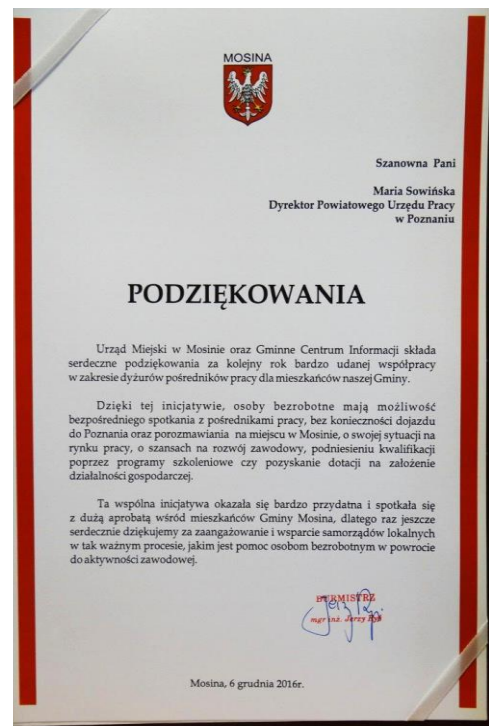 MOSINA
Szanowna Pani
Maria Sowińska
Dyrektor Powiatowego Urzędu Pracy
w Poznaniu
PODZIĘKOWANIA
Urząd Miejski w Mosinie oraz Gminne Centrum Informacji składa
serdeczne podziękowania za kolejny rok bardzo udanej współpracy
w zakresie dyżurów pośredników pracy dla mieszkańców naszej Gminy.
Dzięki tej inicjatywie, osoby bezrobotne mają możliwość
bezpośredniego spotkania z pośrednikami pracy, bez konieczności dojazdu
do Poznania oraz porozmawiania na miejscu w Mosinie, o swojej sytuacji na
rynku pracy, o szansach na rozwój zawodowy, podniesieniu kwalifikacji
poprzez programy szkoleniowe czy pozyskanie dotacji na założenie
działalności gospodarczej.
Ta wspólna inicjatywa okazała się bardzo przydatna i spotkała się
z dużą aprobatą wśród mieszkańców Gminy Mosina, dlatego raz jeszcze
serdecznie dziękujemy za zaangażowanie i wsparcie samorządów lokalnych
w tak ważnym procesie, jakim jest pomoc osobom bezrobotnym w powrocie
do aktywności zawodowej.
BURMISTRZ
mgr inż. Jerzy Ryś
Mosina, 6 grudnia 2016r.